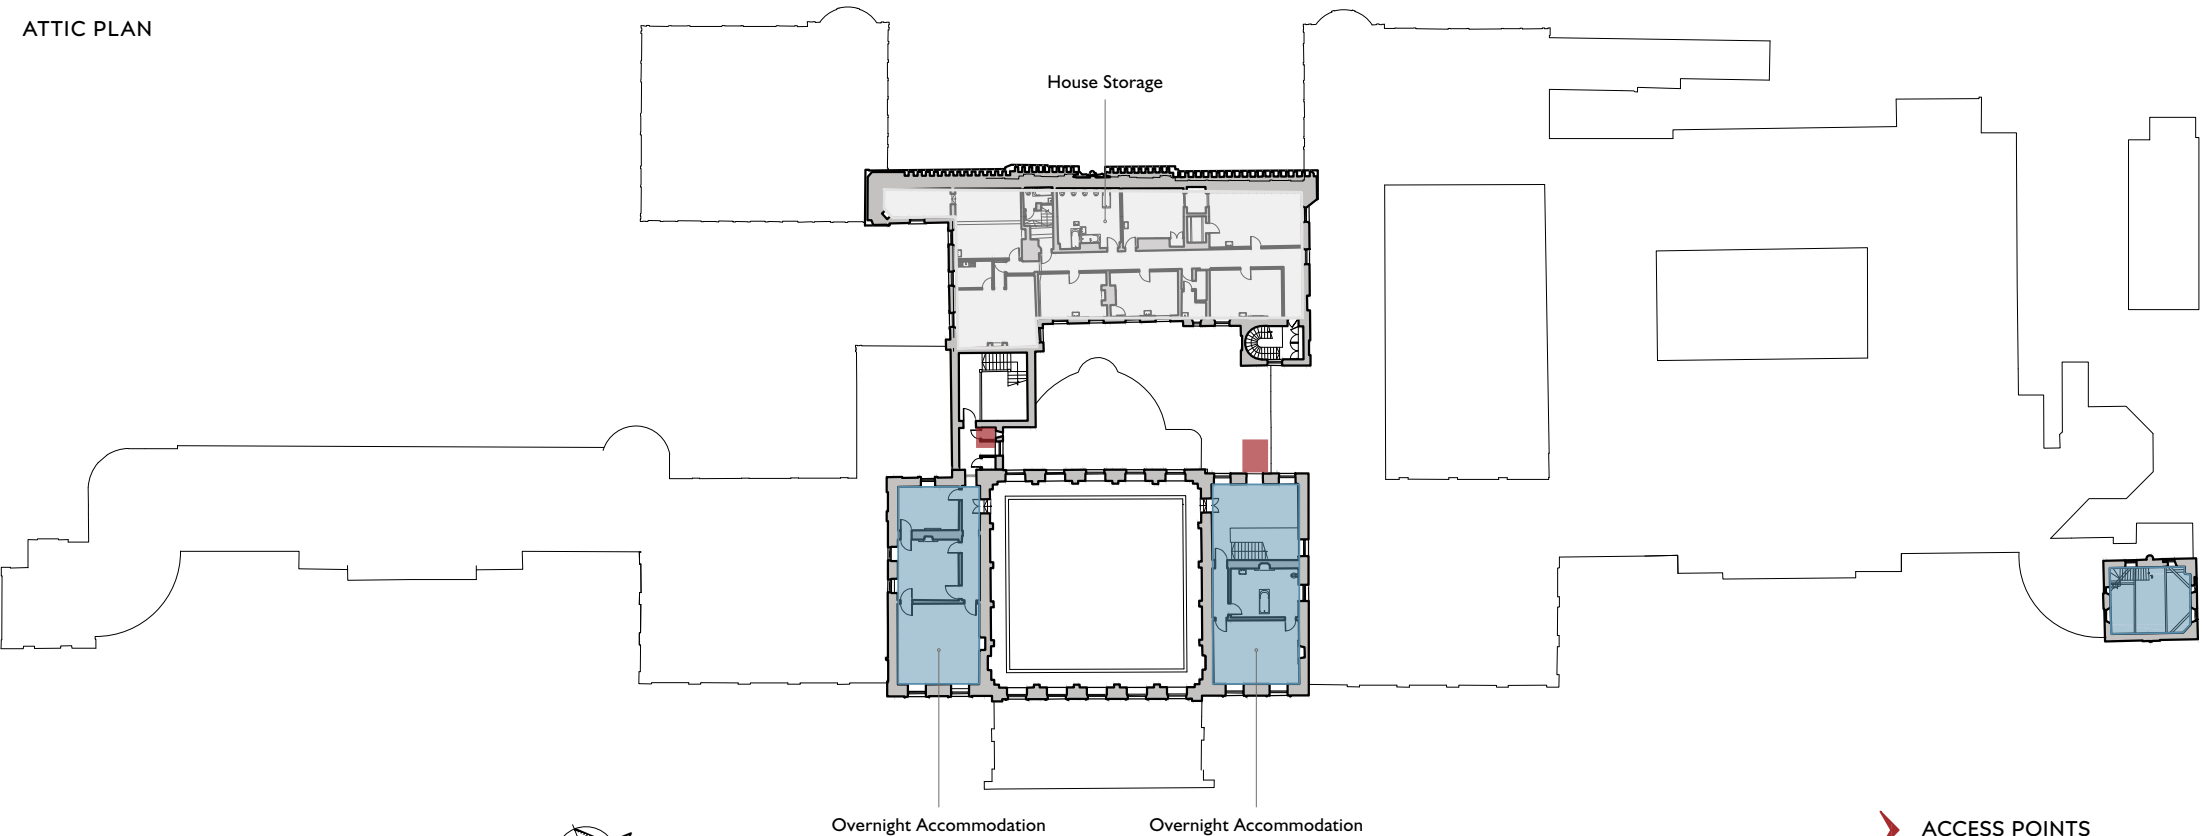 ATTIC PLAN
House Storage
Overnight Accommodation
Overnight Accommodation
ACCESS POINTS